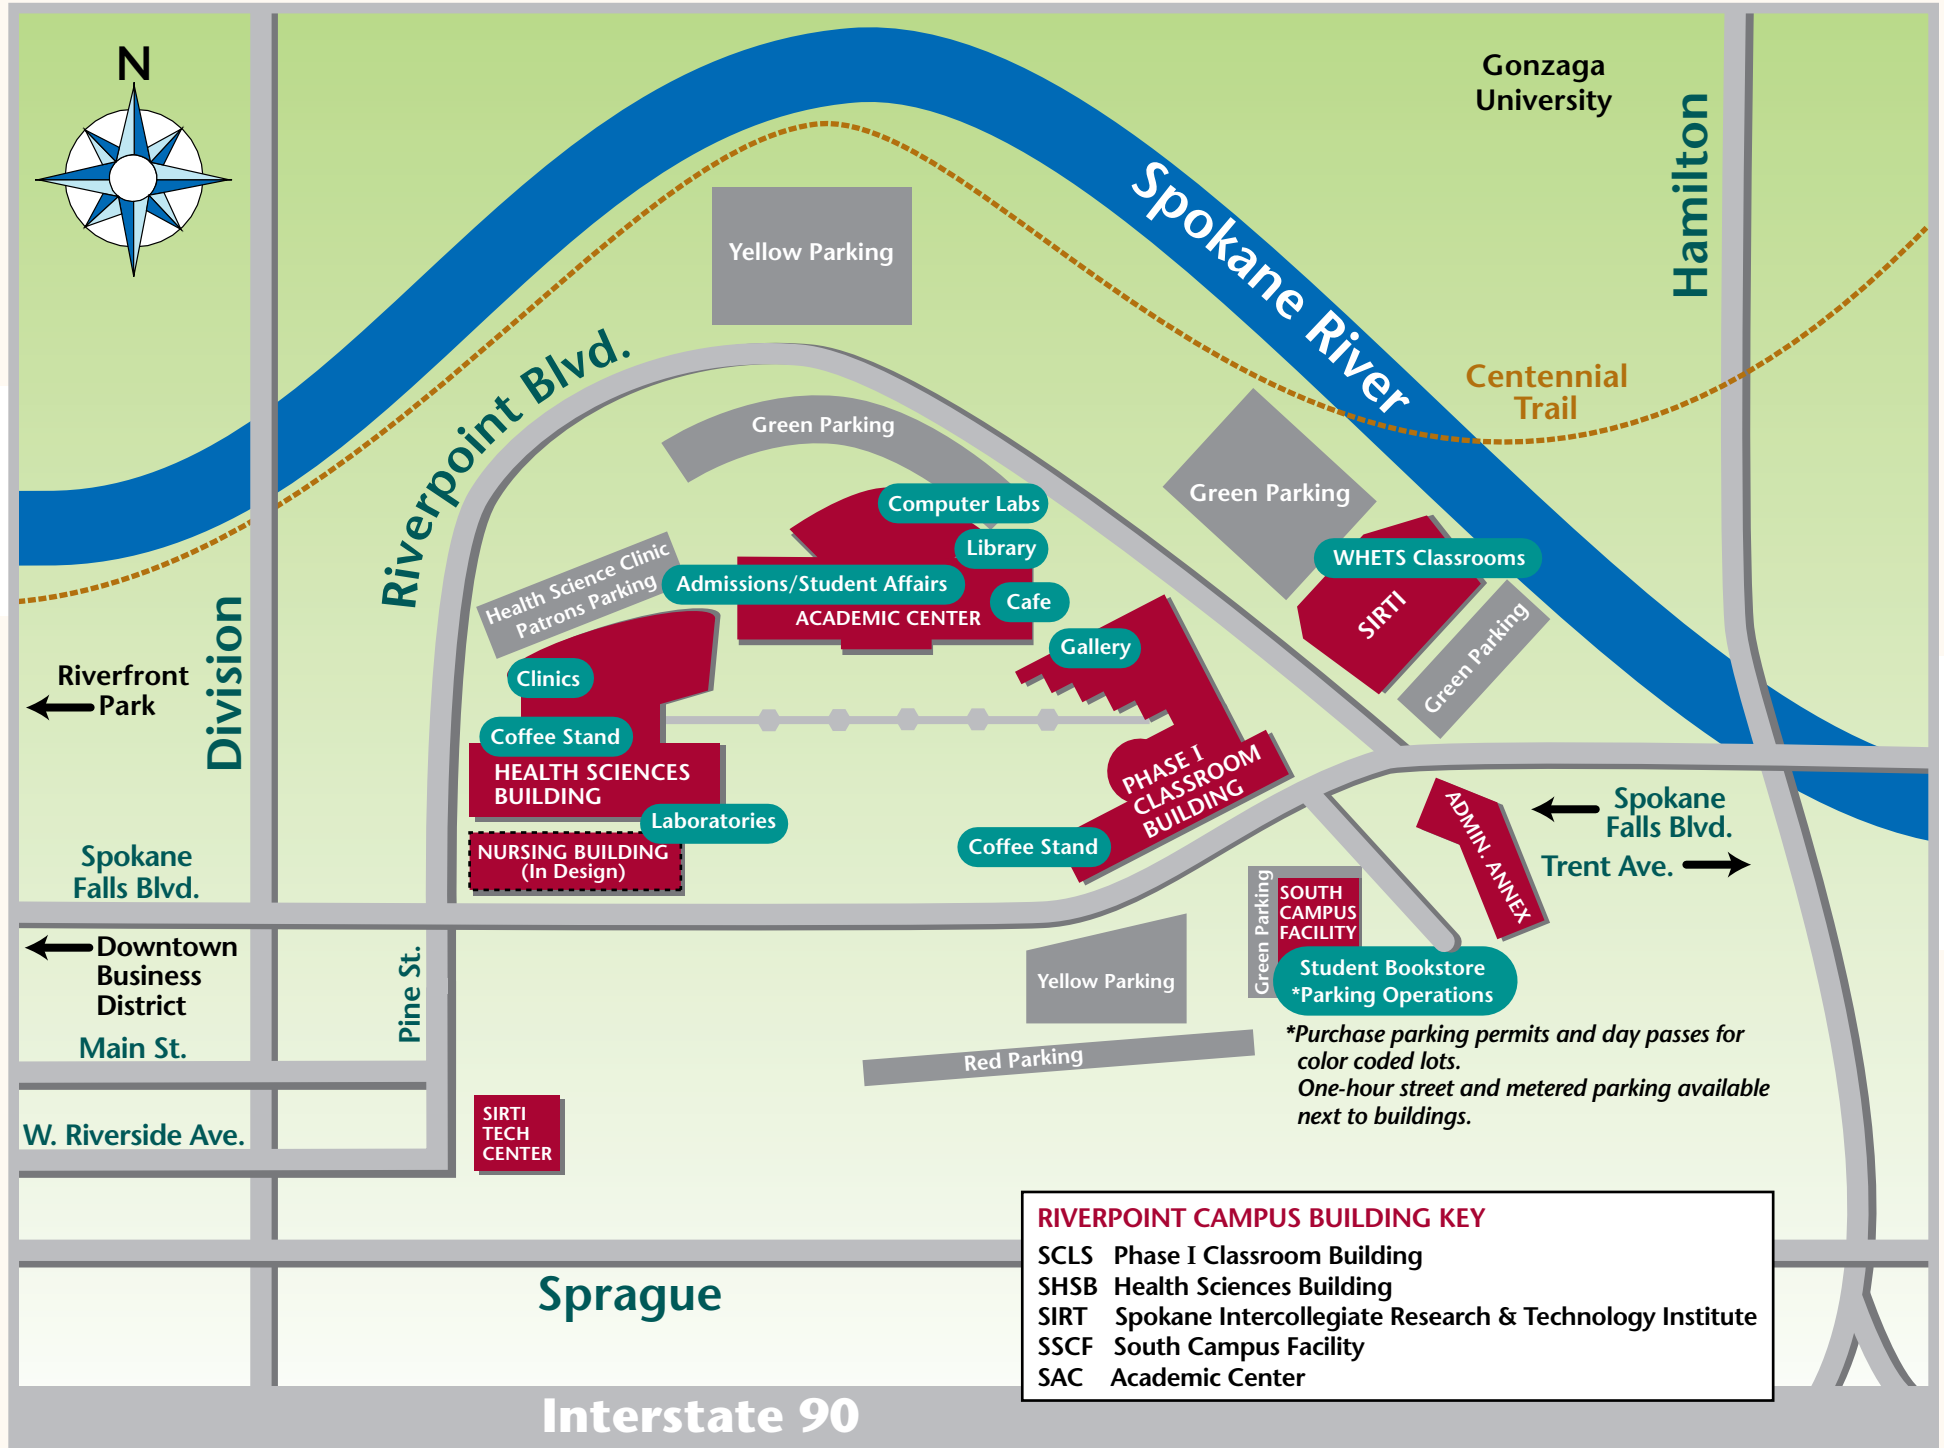 N
Gonzaga
University
Hamilton
Spokane River
Yellow Parking
Riverpoint Blvd.
Centennial
Trail
Green Parking
Green Parking
Computer Labs
Library
WHETS Classrooms
Health Science Clinic
Patrons Parking
Admissions/Student Affairs
Cafe
ACADEMIC CENTER
SIRTI
Green Parking
Gallery
Clinics
Riverfront
Park
Division
Coffee Stand
HEALTH SCIENCES
BUILDING
PHASE I
CLASSROOM
BUILDING
Laboratories
Coffee Stand
NURSING BUILDING
(In Design)
ADMIN. ANNEX
Spokane
Falls Blvd.
Trent Ave.
Spokane
Falls Blvd.
Green Parking
SOUTH
CAMPUS
FACILITY
Downtown
Business
District
Pine St.
Yellow Parking
Student Bookstore
*Parking Operations
*Purchase parking permits and day passes for
color coded lots.
One-hour street and metered parking available
next to buildings.
Main St.
Red Parking
W. Riverside Ave.
SIRTI
TECH
CENTER
RIVERPOINT CAMPUS BUILDING KEY
SCLS Phase I Classroom Building
SHSB Health Sciences Building
SIRT Spokane Intercollegiate Research & Technology Institute
SSCF South Campus Facility
SAC Academic Center
Sprague
Interstate 90